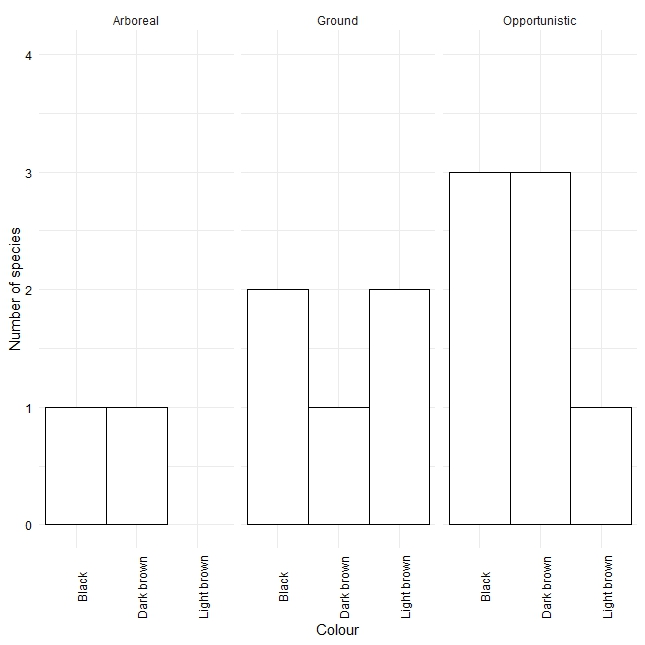 Arboreal Ground Opportunistic
4
3
2
1
0
Number of species
Black Dark brown Light brown Black Dark brown Light brown Black Dark brown Light brown
Colour